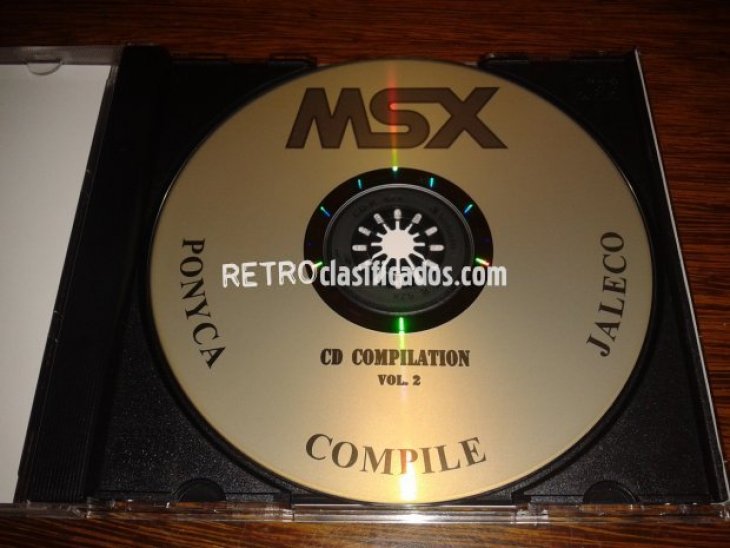 MSX
PONYCA
JALECO
RETROclasificados.com
CD COMPILATION
VOL. 2
COMPILE